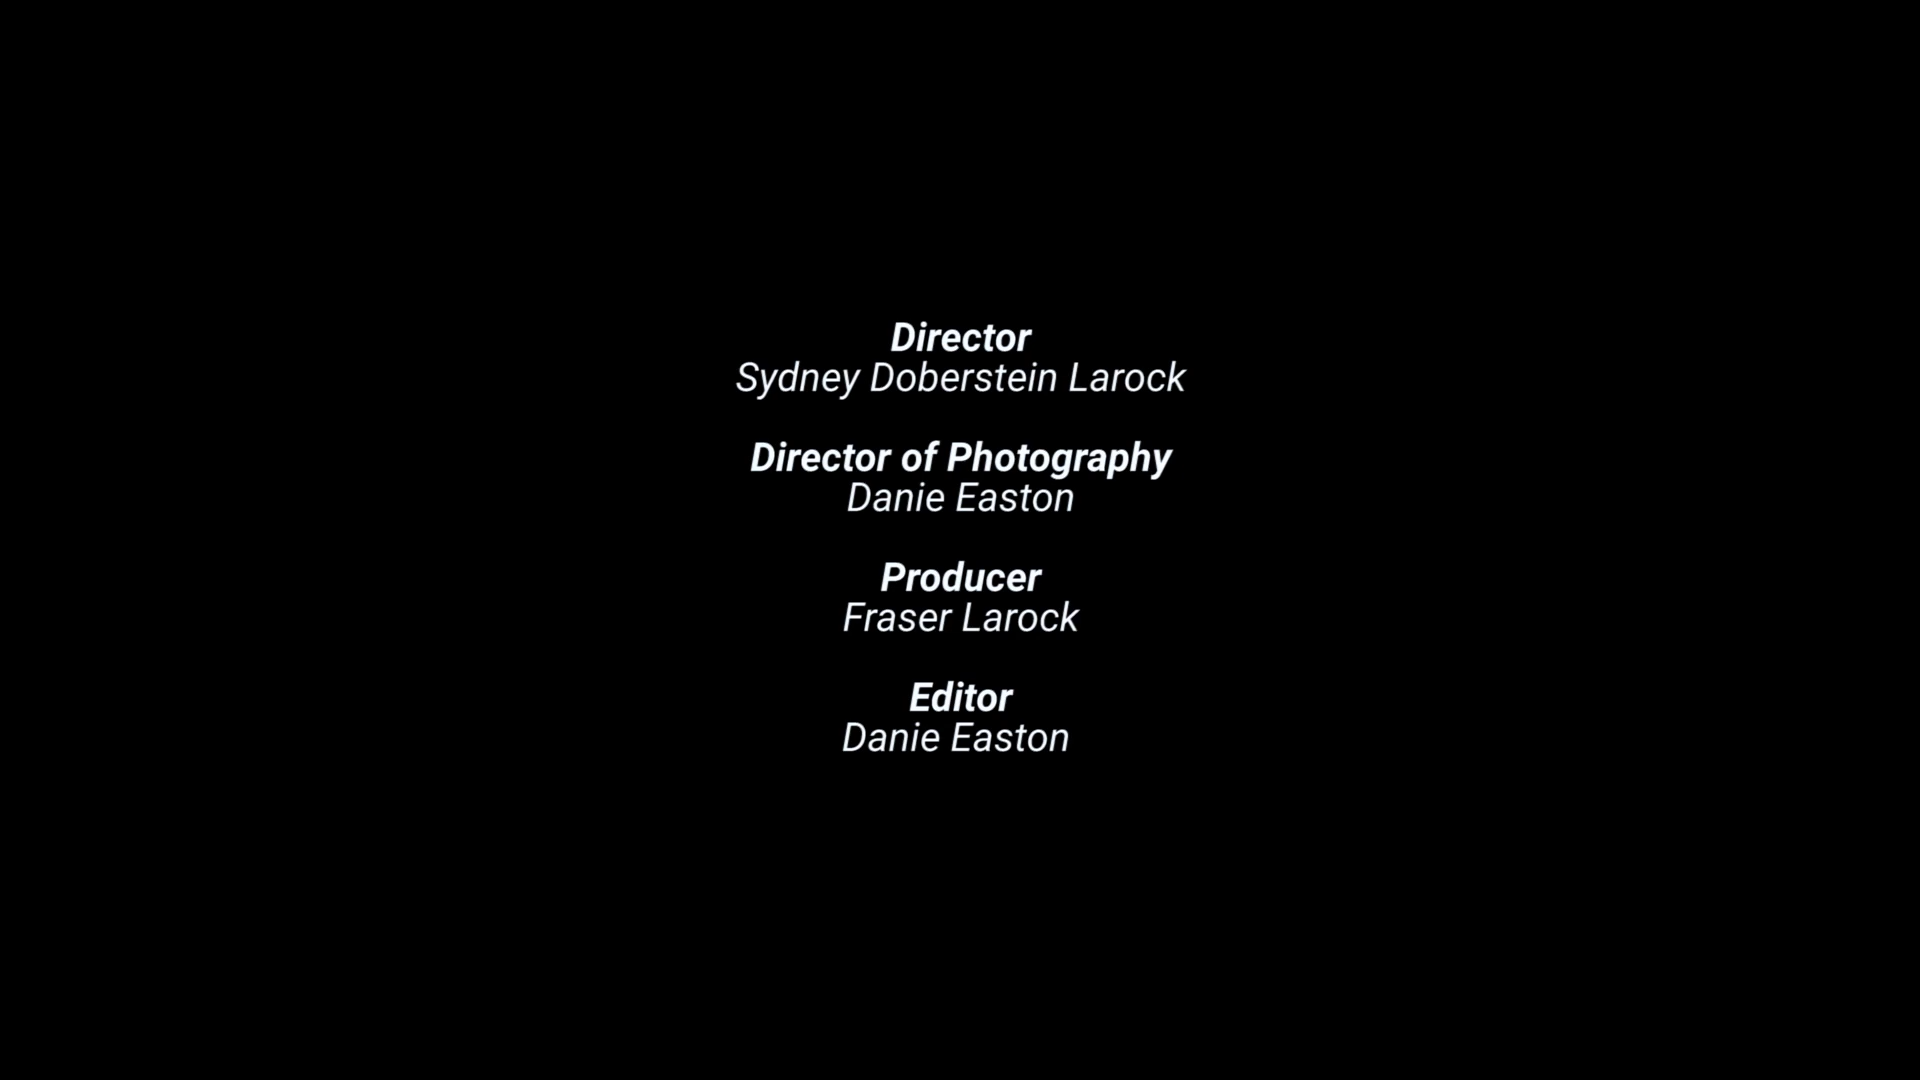 Director
Sydney Doberstein Larock
Director of Photography
Danie Easton
Producer
Fraser Larock
Editor
Danie Easton